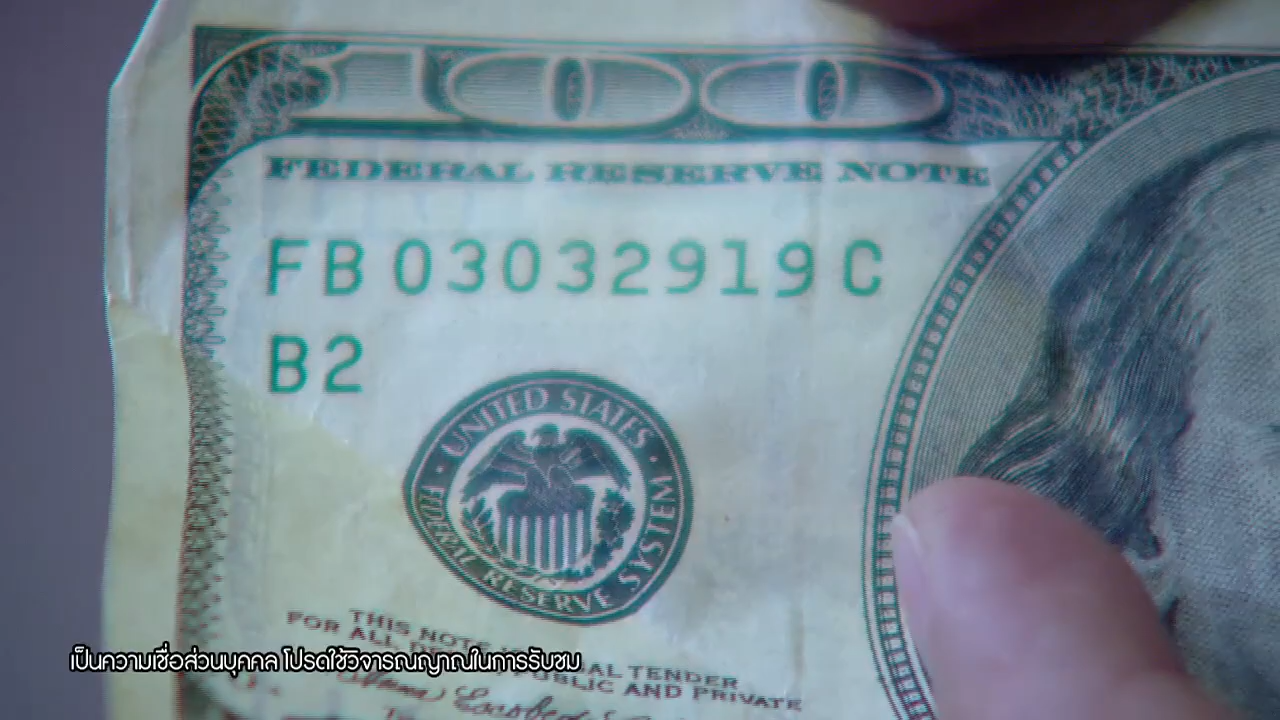 100
FEDERAL RESERVE NOTE
FB 03032919 C
B2
UNITED STATES
FEDERAL RESERVE SYSTEM
THIS NOTE IS LEGAL TENDER
FOR ALL DEBTS, PUBLIC AND PRIVATE
เป็นความเชื่อส่วนบุคคล โปรดใช้วิจารณญาณในการรับชม